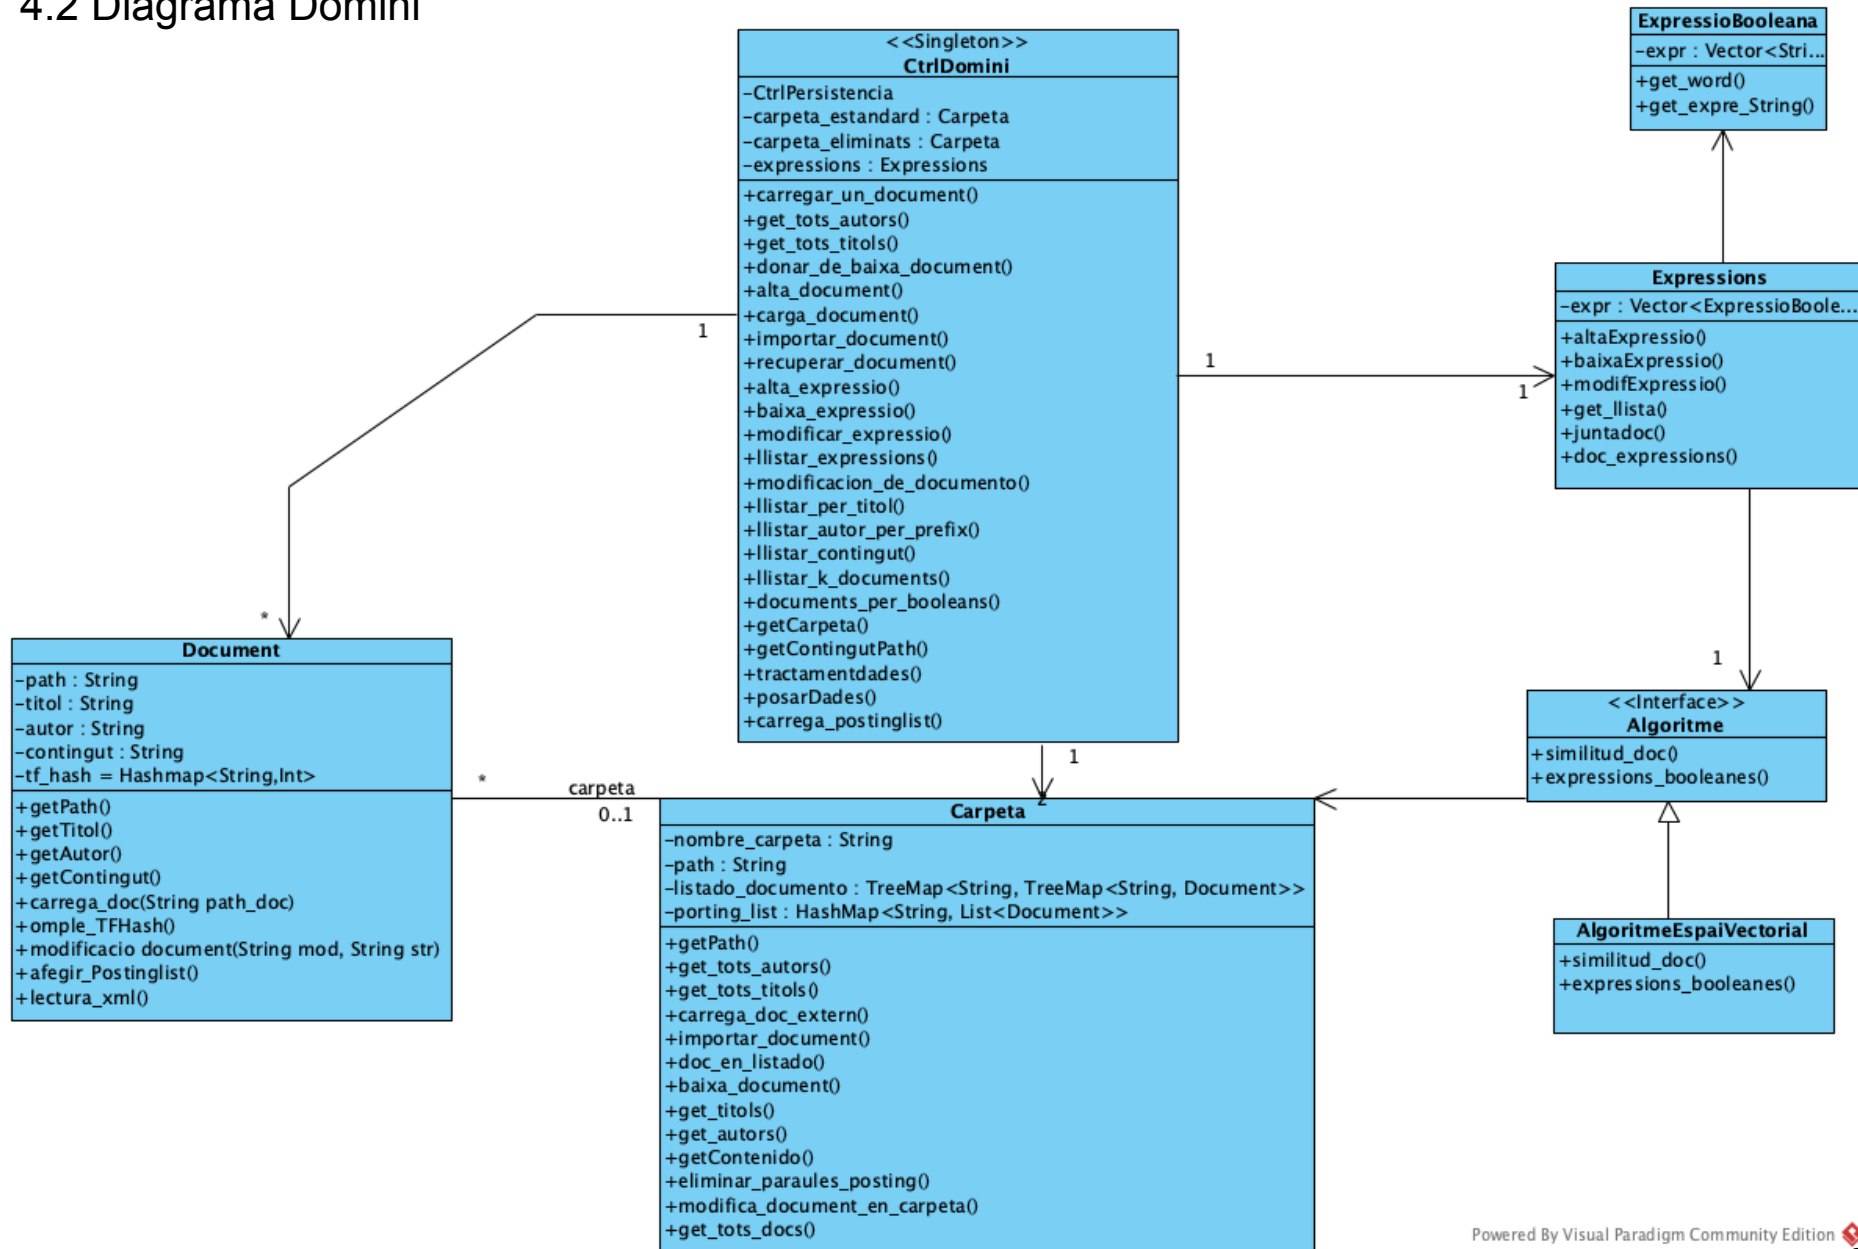 4.2 Diagrama Domini
<<Singleton>>
CtrlDomini
-CtrlPersistencia
-carpeta_estandard : Carpeta
-carpeta_eliminats : Carpeta
-expressions : Expressions
+carregar_un_document()
+get_tots_autors()
+get_tots_titols()
+donar_de_baixa_document()
+alta_document()
+carga_document()
+importar_document()
+recuperar_document()
+alta_expressio()
+baixa_expressio()
+modificar_expressio()
+llistar_expressions()
+modificacion_de_documento()
+llistar_per_titol()
+llistar_autor_per_prefix()
+llistar_contingut()
+llistar_k_documents()
+documents_per_booleans()
+getCarpeta()
+getContingutPath()
+tractamentdades()
+posarDades()
+carrega_postinglist()
ExpressioBooleana
-expr : Vector<Stri...
+get_word()
+get_expre_String()
Expressions
-expr : Vector<ExpressioBoole...
+altaExpressio()
+baixaExpressio()
+modifExpressio()
+get_llista()
+juntadoc()
+doc_expressions()
1
1
1
*
1
<<Interface>>
Algoritme
+similitud_doc()
+expressions_booleanes()
AlgoritmeEspaiVectorial
+similitud_doc()
+expressions_booleanes()
Document
-path : String
-titol : String
-autor : String
-contingut : String
-tf_hash = Hashmap<String,Int>
+getPath()
+getTitol()
+getAutor()
+getContingut()
+carrega_doc(String path_doc)
+omple_TFHash()
+modificacio document(String mod, String str)
+afegir_Postinglist()
+lectura_xml()
*
carpeta
0..1
1
2
Carpeta
-nombre_carpeta : String
-path : String
-listado_documento : TreeMap<String, TreeMap<String, Document>>
-porting_list : HashMap<String, List<Document>>
+getPath()
+get_tots_autors()
+get_tots_titols()
+carrega_doc_extern()
+importar_document()
+doc_en_listado()
+baixa_document()
+get_titols()
+get_autors()
+getContenido()
+eliminar_paraules_posting()
+modifica_document_en_carpeta()
+get_tots_docs()
Powered By Visual Paradigm Community Edition